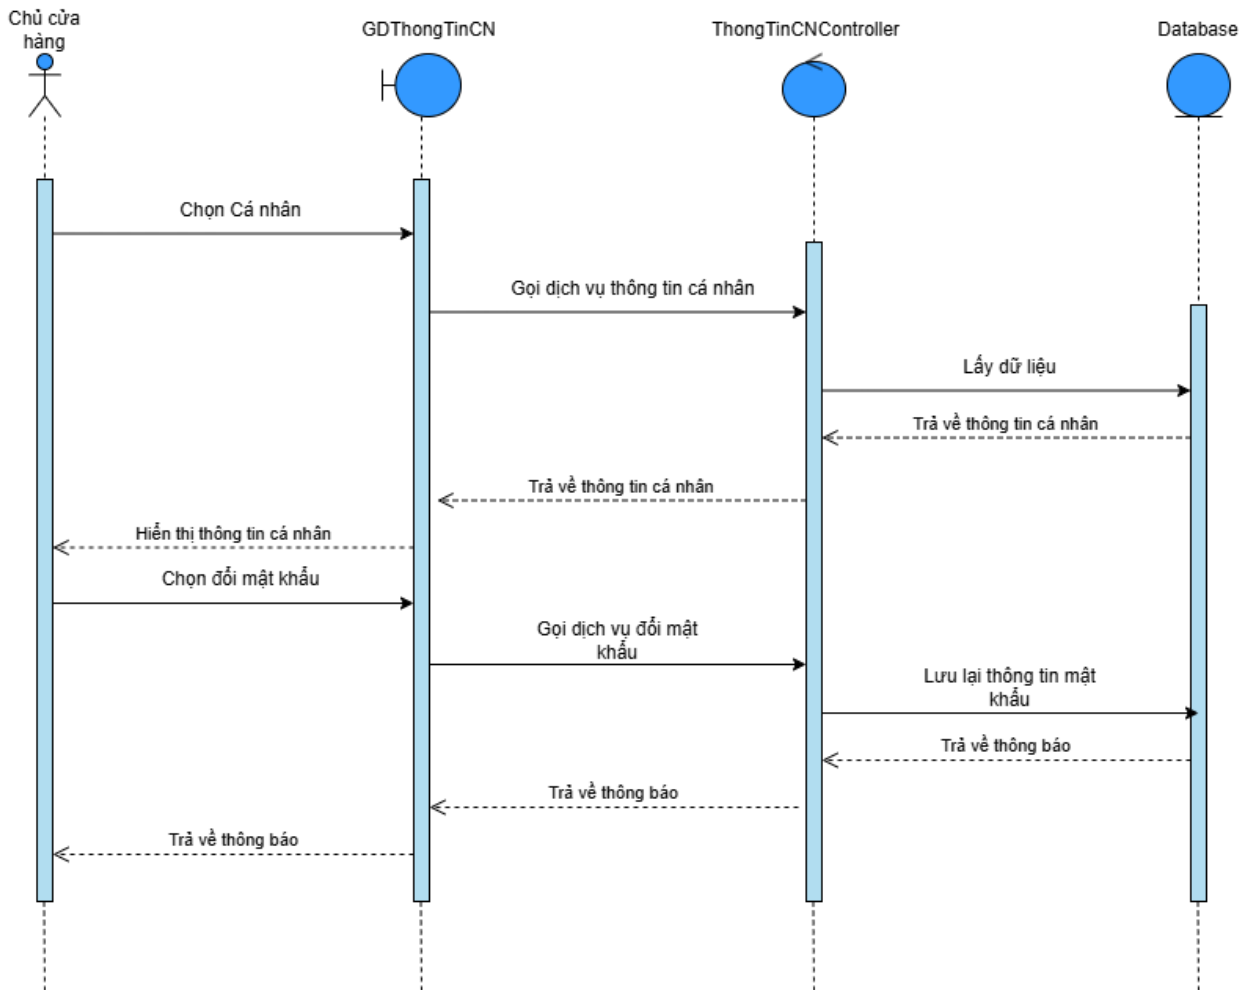 Chủ cửa
hàng
GDThongTinCN
ThongTinCNController
Database
Chọn Cá nhân
Gọi dịch vụ thông tin cá nhân
Lấy dữ liệu
Trả về thông tin cá nhân
Trả về thông tin cá nhân
Hiển thị thông tin cá nhân
Chọn đổi mật khẩu
Gọi dịch vụ đổi mật
khẩu
Lưu lại thông tin mật
khẩu
Trả về thông báo
Trả về thông báo
Trả về thông báo